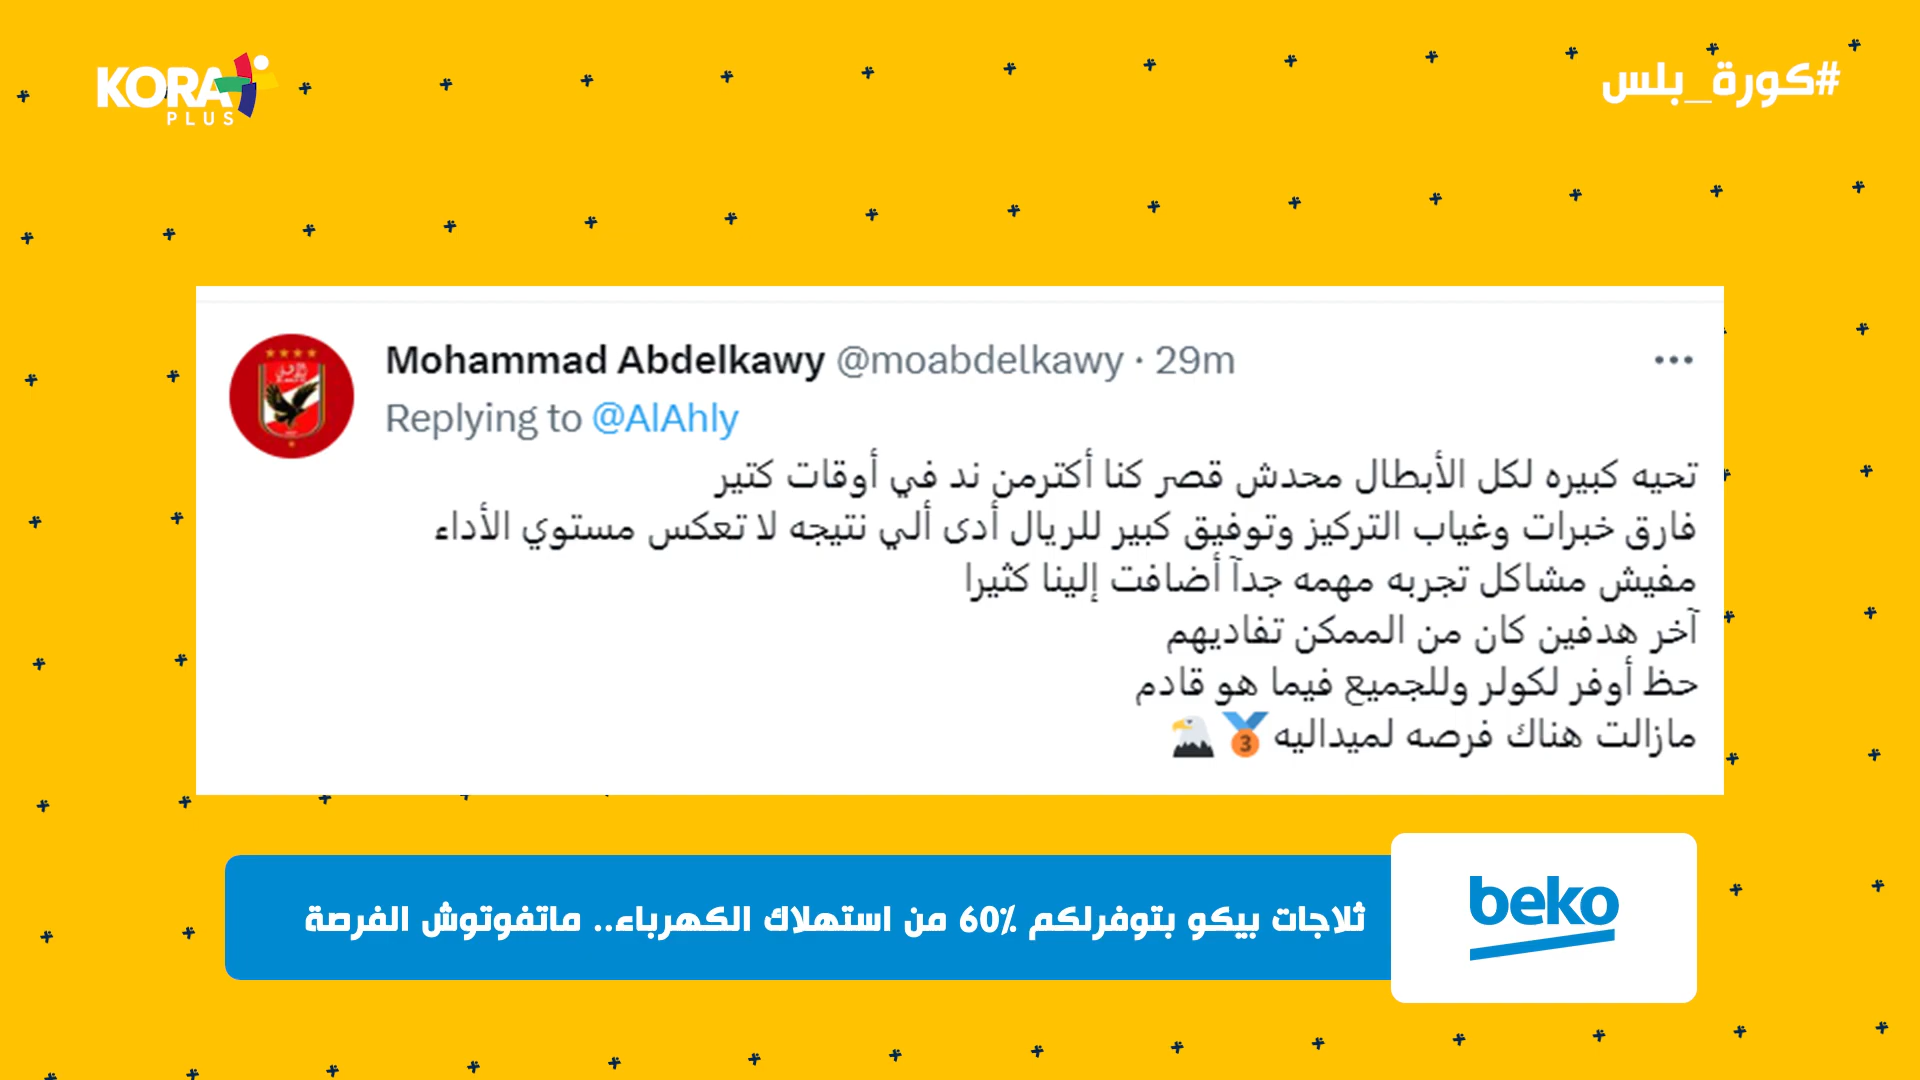 KORA
PLUS
#كورة_بلس
Mohammad Abdelkawy @moabdelkawy · 29m
Replying to @AlAhly
تحيه كبيره لكل الأبطال محدش قصر كنا أكترمن ند في أوقات كتير
فارق خبرات وغياب التركيز وتوفيق كبير للريال أدى ألي نتيجه لا تعكس مستوي الأداء
مفيش مشاكل تجربه مهمه جدآ أضافت إلينا كثيرا
آخر هدفين كان من الممكن تفاديهم
حظ أوفر لكولر وللجميع فيما هو قادم
مازالت هناك فرصه لميداليه🥉🦅
ثلاجات بيكو بتوفرلكم 60٪ من استهلاك الكهرباء.. ماتفوتوش الفرصة
beko